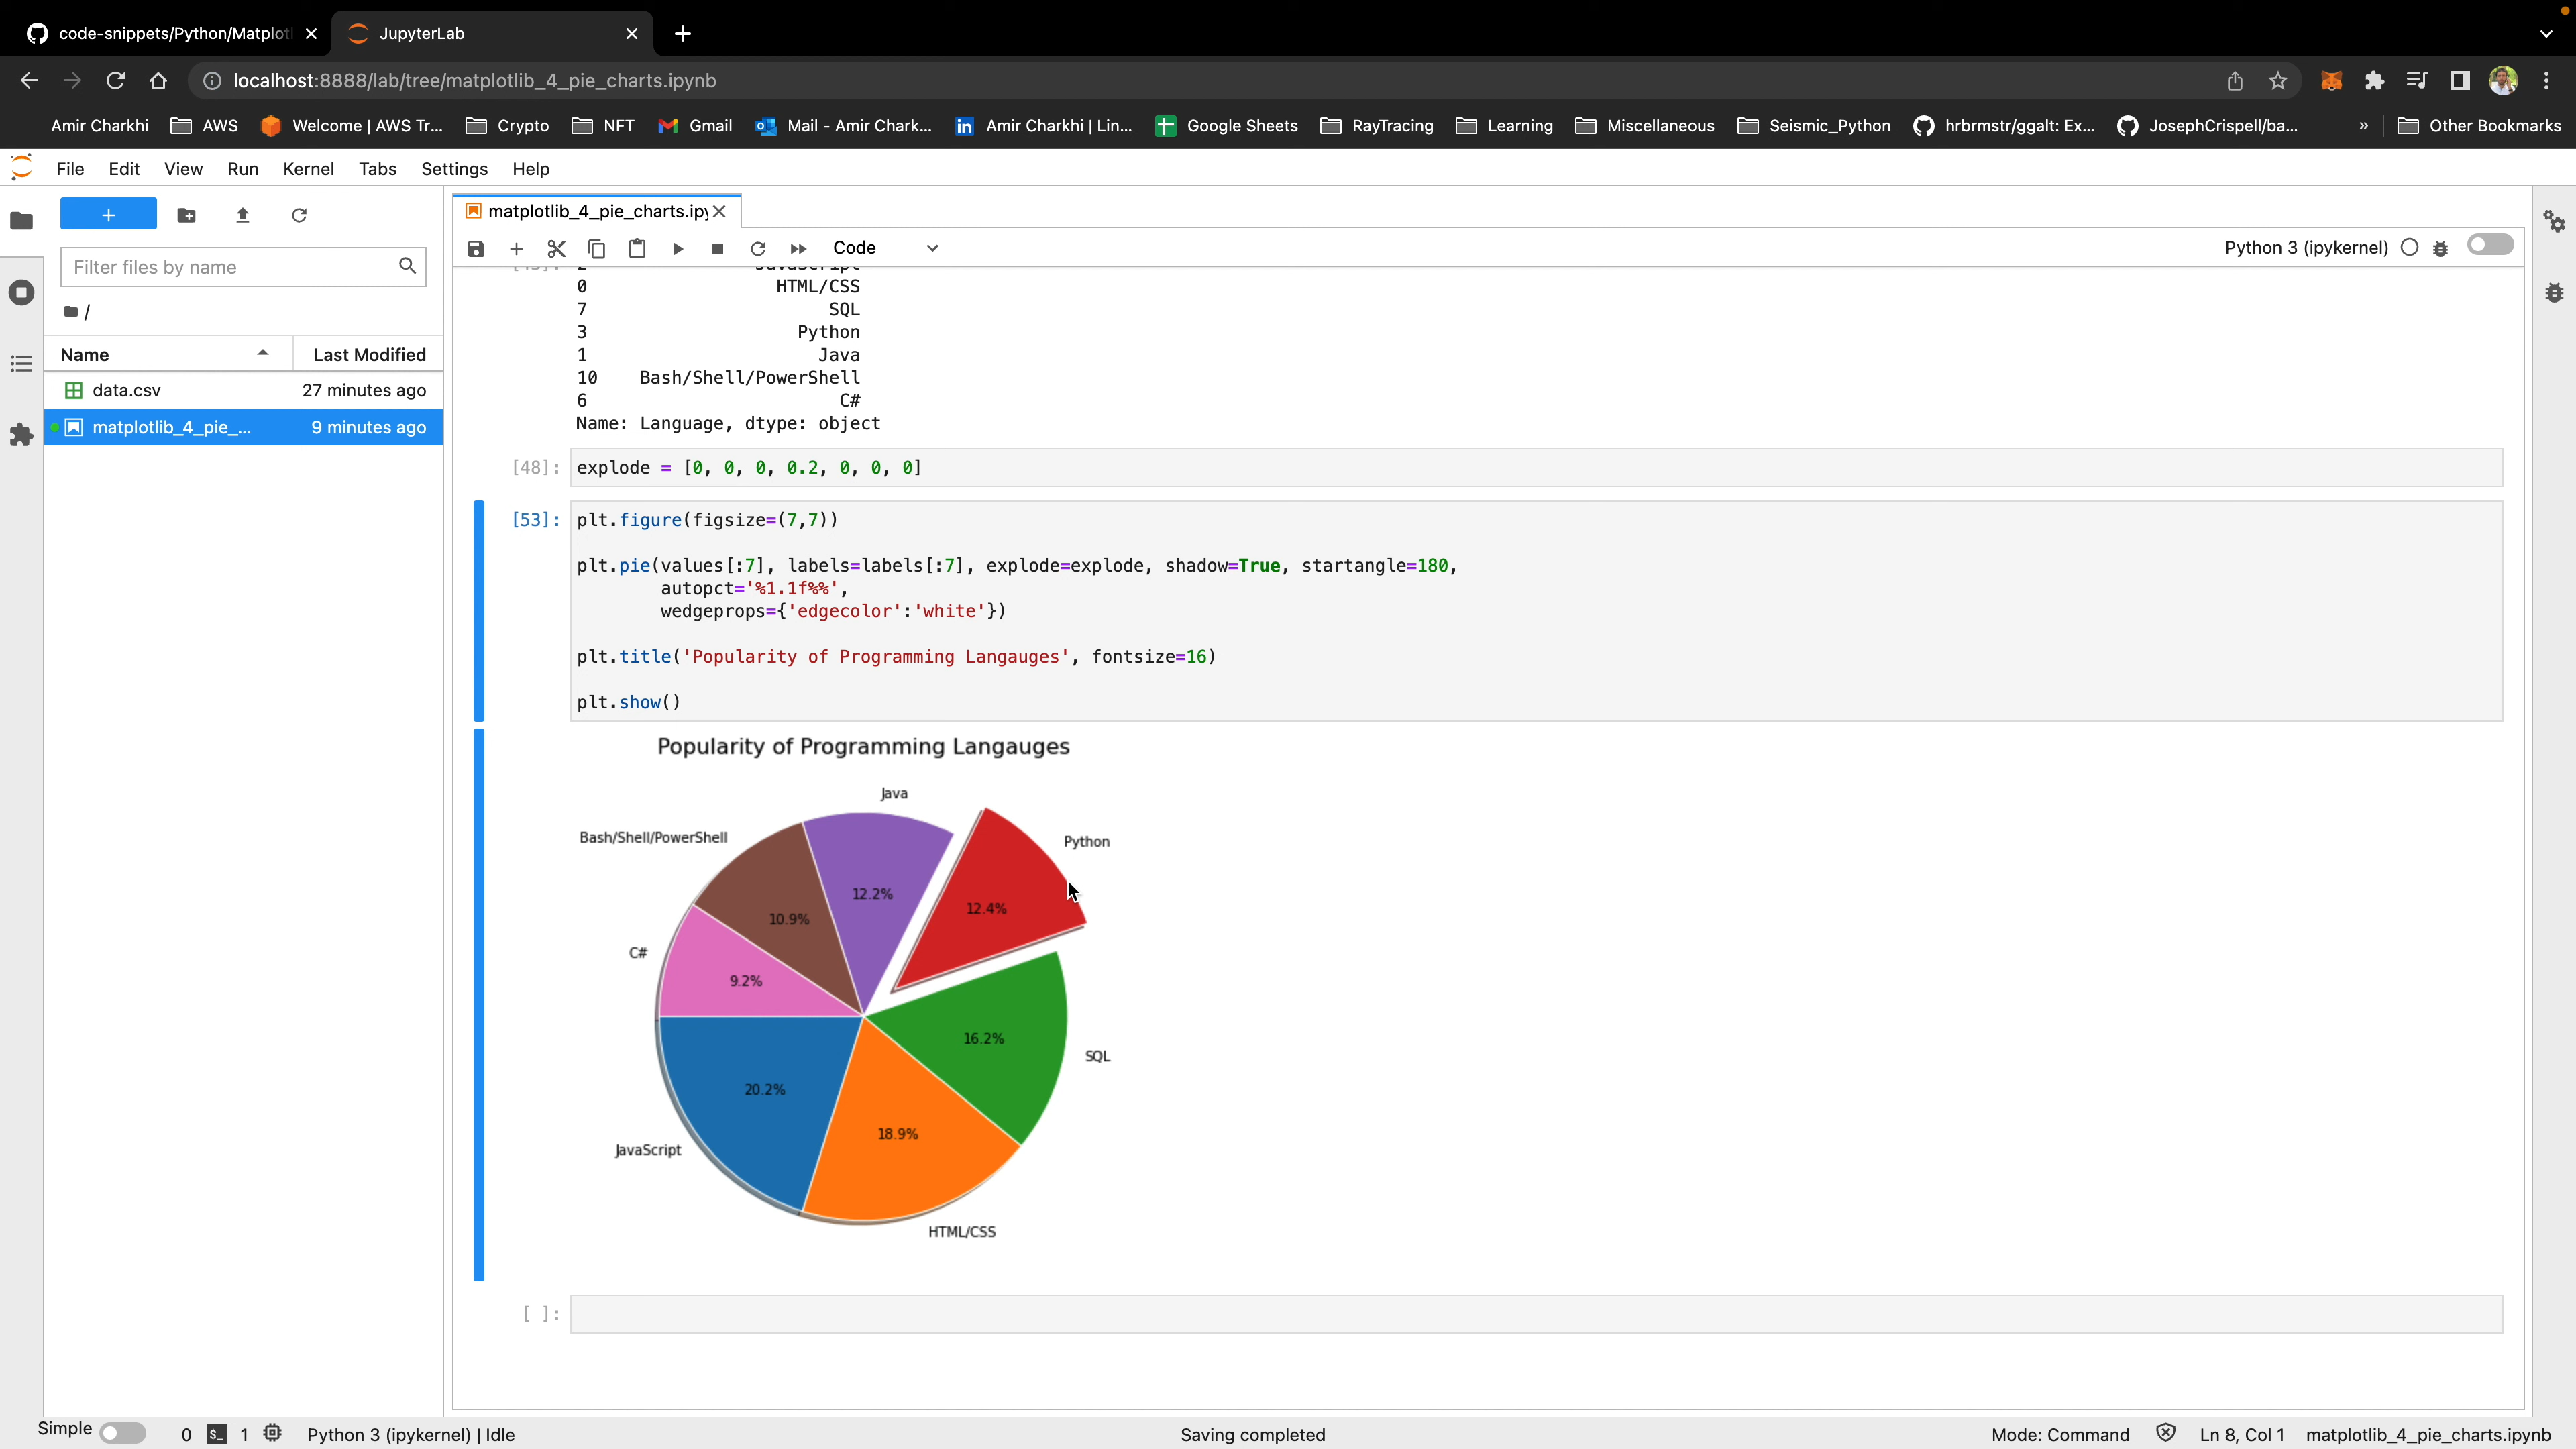 code-snippets/Python/Matplotl
JupyterLab
localhost:8888/lab/tree/matplotlib_4_pie_charts.ipynb
Amir Charkhi AWS Welcome | AWS Tr... Crypto NFT Gmail Mail - Amir Chark... Amir Charkhi | Lin... Google Sheets RayTracing Learning Miscellaneous Seismic_Python hrbrmstr/ggalt: Ex... JosephCrispell/ba... » Other Bookmarks
File Edit View Run Kernel Tabs Settings Help
Filter files by name
/
Name Last Modified
data.csv 27 minutes ago
matplotlib_4_pie_... 9 minutes ago
matplotlib_4_pie_charts.ipy
Code
Python 3 (ipykernel)
0 HTML/CSS
7 SQL
3 Python
1 Java
10 Bash/Shell/PowerShell
6 C#
Name: Language, dtype: object
[48]: explode = [0, 0, 0, 0.2, 0, 0, 0]
[53]: plt.figure(figsize=(7,7))
plt.pie(values[:7], labels=labels[:7], explode=explode, shadow=True, startangle=180,
autopct='%1.1f%%',
wedgeprops={'edgecolor':'white'})
plt.title('Popularity of Programming Langauges', fontsize=16)
plt.show()
Popularity of Programming Langauges
Java
Bash/Shell/PowerShell
Python
12.2%
12.4%
10.9%
C#
9.2%
16.2%
SQL
20.2%
18.9%
JavaScript
HTML/CSS
[ ]:
Simple 0 $_ 1 Python 3 (ipykernel) | Idle
Saving completed
Mode: Command Ln 8, Col 1 matplotlib_4_pie_charts.ipynb